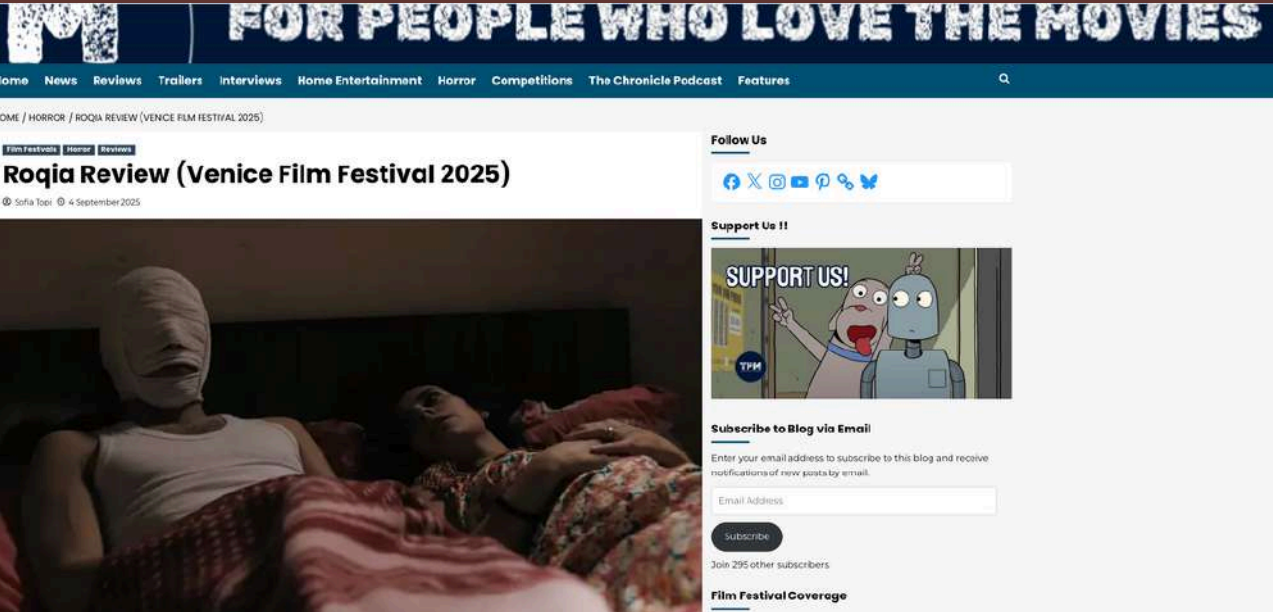 FOR PEOPLE WHO LOVE THE MOVIES
Home News Reviews Trailers Interviews Home Entertainment Horror Competitions The Chronicle Podcast Features
HOME / HORROR / ROQIA REVIEW (VENICE FILM FESTIVAL 2025)
Film Festivals Horror Reviews
Roqia Review (Venice Film Festival 2025)
Sofia Topi 4 September 2025
Follow Us
Support Us !!
SUPPORT US!
TPM
Subscribe to Blog via Email
Enter your email address to subscribe to this blog and receive
notifications of new posts by email.
Email Address
Subscribe
Join 295 other subscribers
Film Festival Coverage